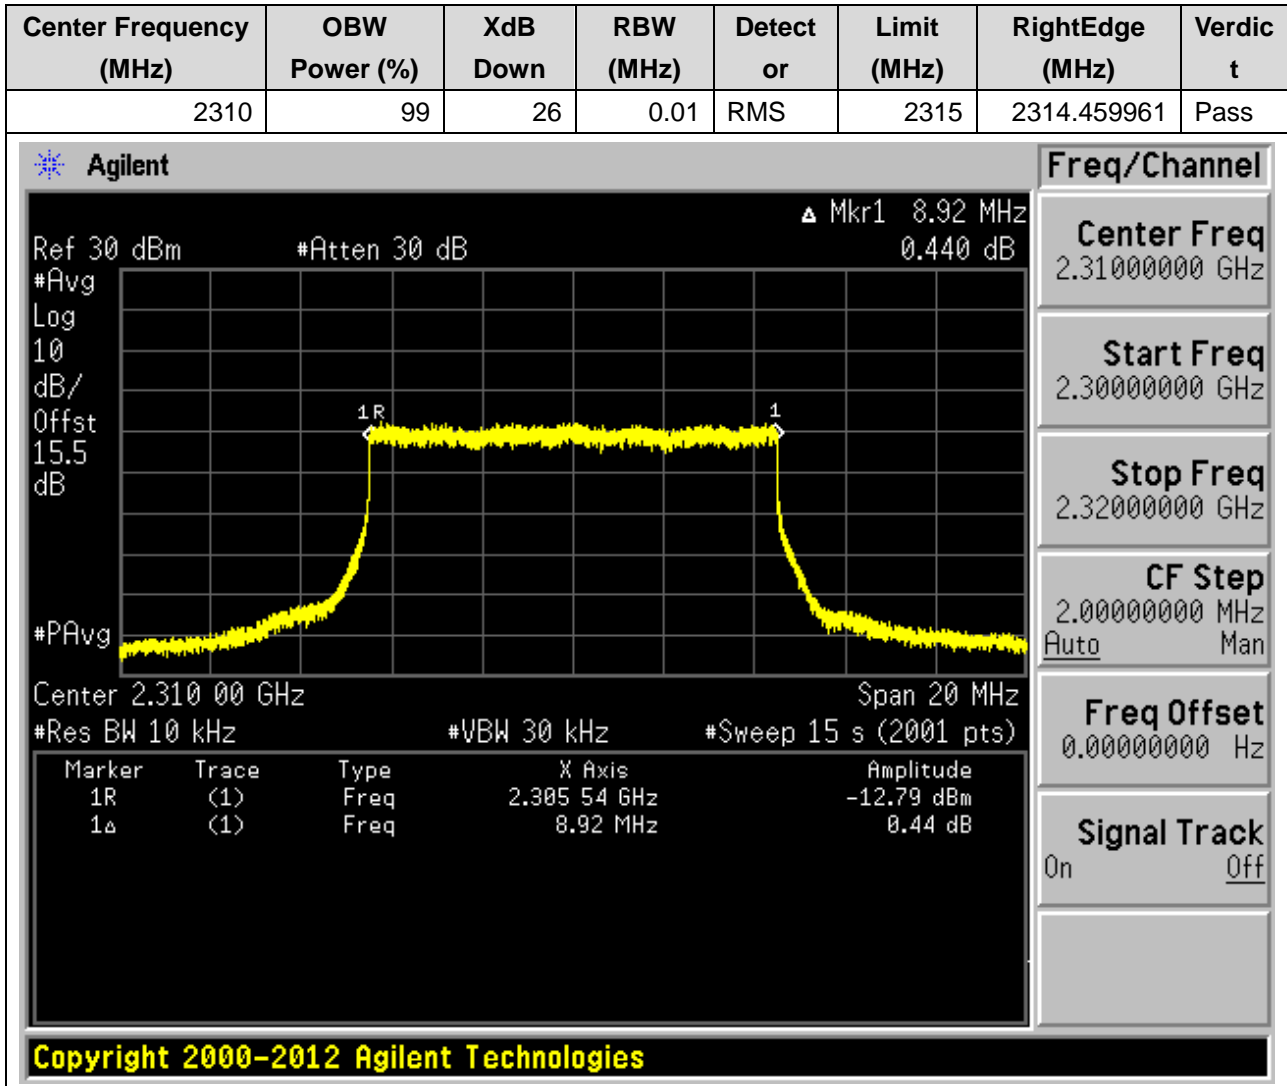 Center Frequency (MHz) OBW Power (%) XdB Down RBW (MHz) Detect or Limit (MHz) RightEdge (MHz) Verdic t
2310 99 26 0.01 RMS 2315 2314.459961 Pass
Agilent
Freq/Channel
Δ Mkr1 8.92 MHz
Ref 30 dBm #Atten 30 dB 0.440 dB
#Avg
Log
10
dB/
Offst
15.5
dB
#PAvg
1R
1
Center 2.310 00 GHz Span 20 MHz
#Res BW 10 kHz #VBW 30 kHz #Sweep 15 s (2001 pts)
Marker Trace Type X Axis Amplitude
1R (1) Freq 2.305 54 GHz -12.79 dBm
1Δ (1) Freq 8.92 MHz 0.44 dB
Center Freq
2.31000000 GHz
Start Freq
2.30000000 GHz
Stop Freq
2.32000000 GHz
CF Step
2.00000000 MHz
Auto Man
Freq Offset
0.00000000 Hz
Signal Track
On Off
Copyright 2000-2012 Agilent Technologies